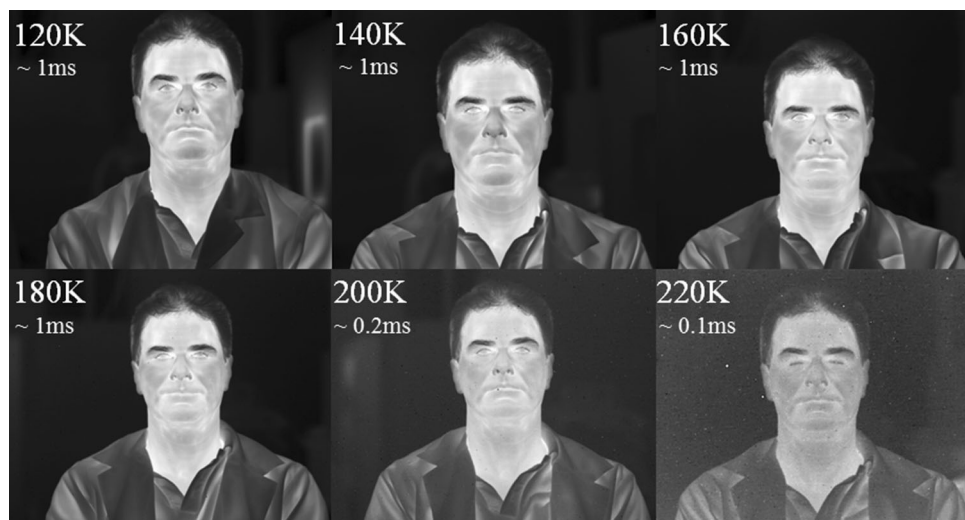 120K
~ 1ms
140K
~ 1ms
160K
~ 1ms
180K
~ 1ms
200K
~ 0.2ms
220K
~ 0.1ms